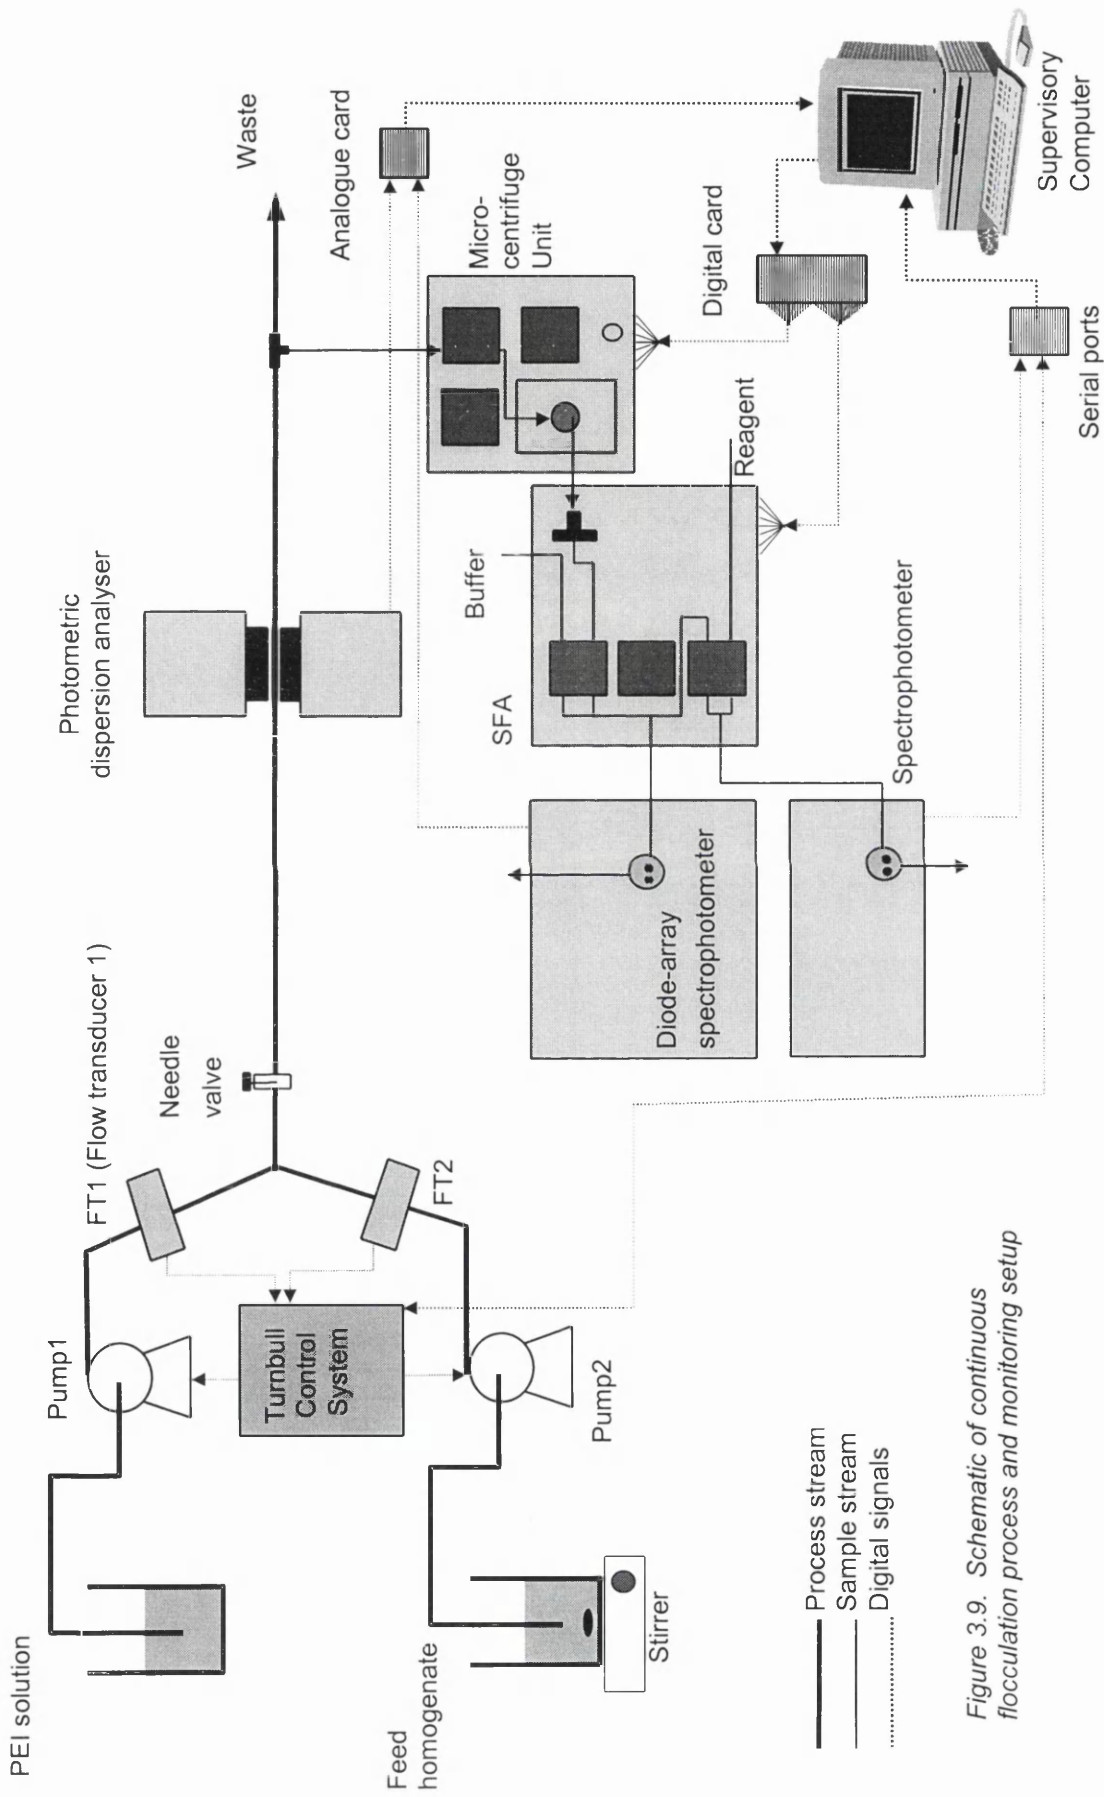 PEI solution
Pump1
FT1 (Flow transducer 1)
Needle
valve
Photometric
dispersion analyser
Waste
Analogue card
Turnbull
Control
System
FT2
Feed
homogenate
Stirrer
Pump2
SFA
Buffer
Micro-
centrifuge
Unit
Diode-array
spectrophotometer
Reagent
Digital card
Spectrophotometer
Supervisory
Computer
Serial ports
Process stream
Sample stream
Digital signals
Figure 3.9. Schematic of continuous
flocculation process and monitoring setup